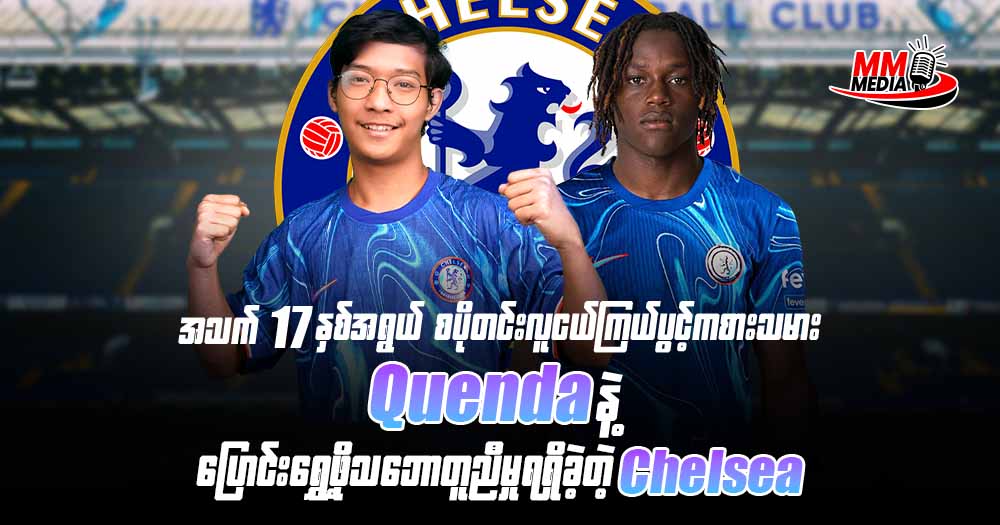 HELSE
ALL CLUB
MM
MEDIA
CHELSEA
အသက် 17 နှစ်အရွယ် စပို့တင်းလူငယ်ကြယ်ပွင့်ကစားသမား
Quenda နဲ့
ပြောင်းရွှေ့ဖို့သဘောတူညီမှုရရှိခဲ့တဲ့ Chelsea